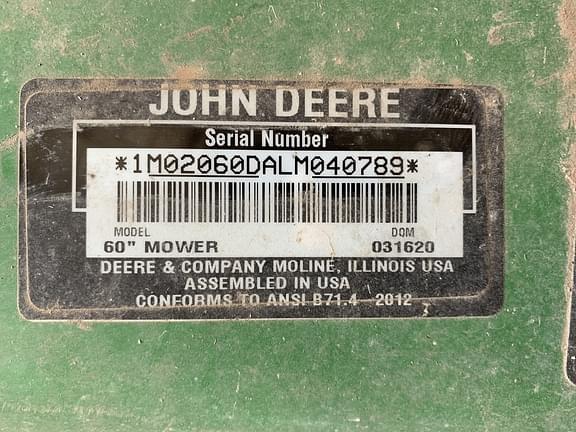 JOHN DEERE
Serial Number
*1M02060DALM040789*
MODEL DOM
60" MOWER 031620
DEERE & COMPANY MOLINE, ILLINOIS USA
ASSEMBLED IN USA
CONFORMS TO ANSI B71.4 2012